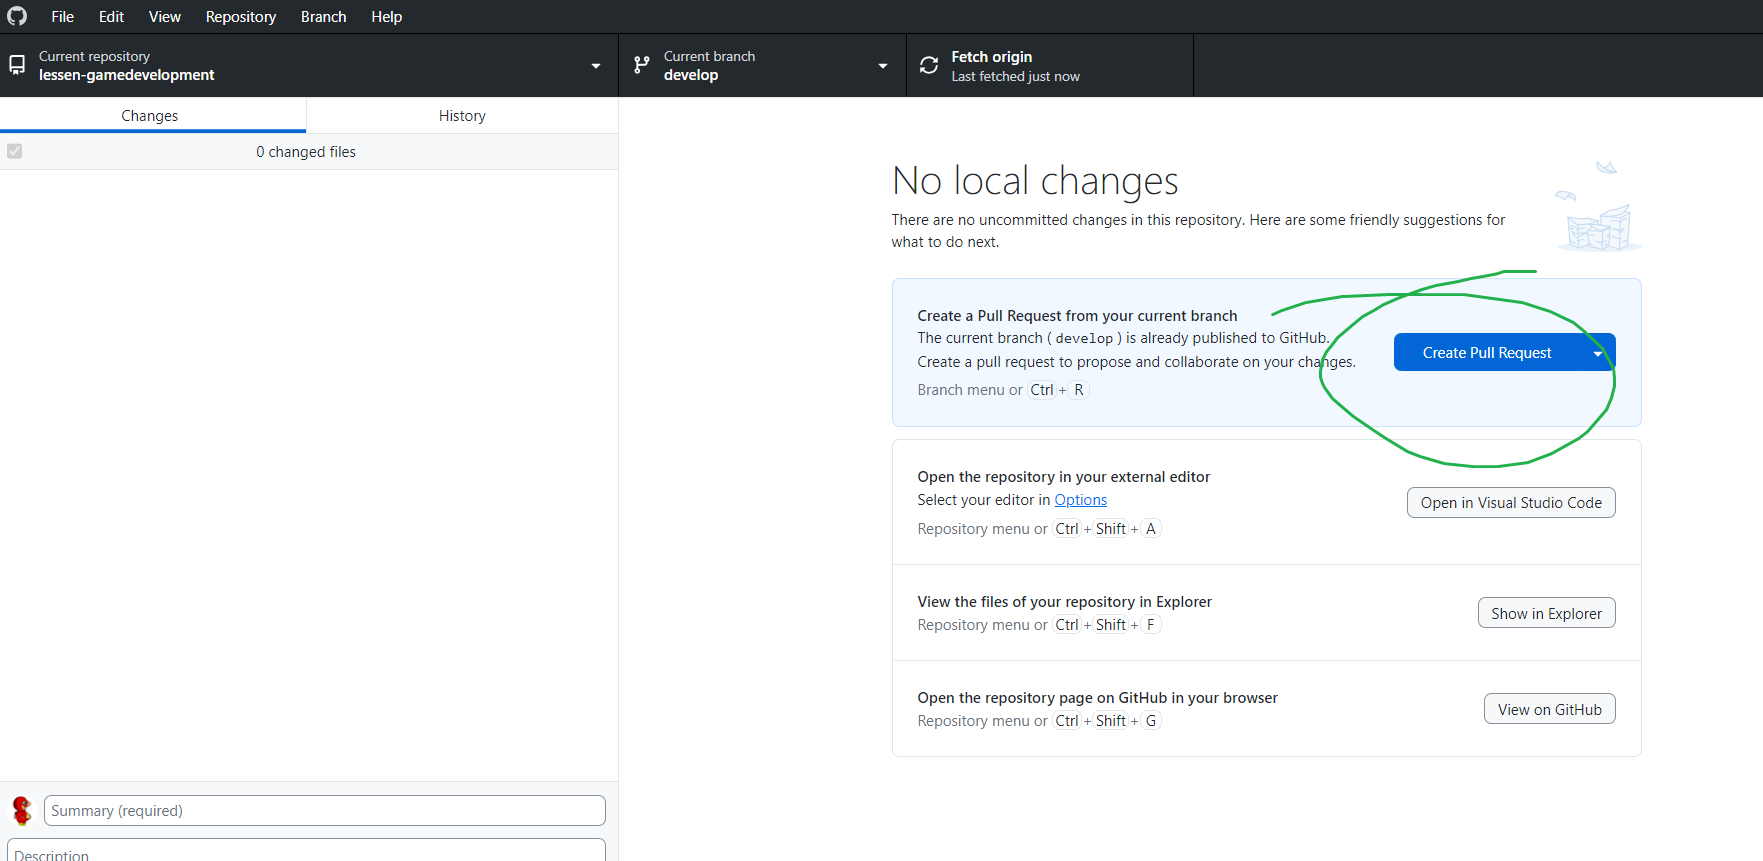 File Edit View Repository Branch Help
Current repository
lessen-gamedevelopment
Current branch
develop
Fetch origin
Last fetched just now
Changes
History
0 changed files
No local changes
There are no uncommitted changes in this repository. Here are some friendly suggestions for
what to do next.
Create a Pull Request from your current branch
The current branch ( develop ) is already published to GitHub.
Create a pull request to propose and collaborate on your changes.
Branch menu or Ctrl + R
Create Pull Request
Open the repository in your external editor
Select your editor in Options
Repository menu or Ctrl + Shift + A
Open in Visual Studio Code
View the files of your repository in Explorer
Repository menu or Ctrl + Shift + F
Show in Explorer
Open the repository page on GitHub in your browser
Repository menu or Ctrl + Shift + G
View on GitHub
Summary (required)
Description